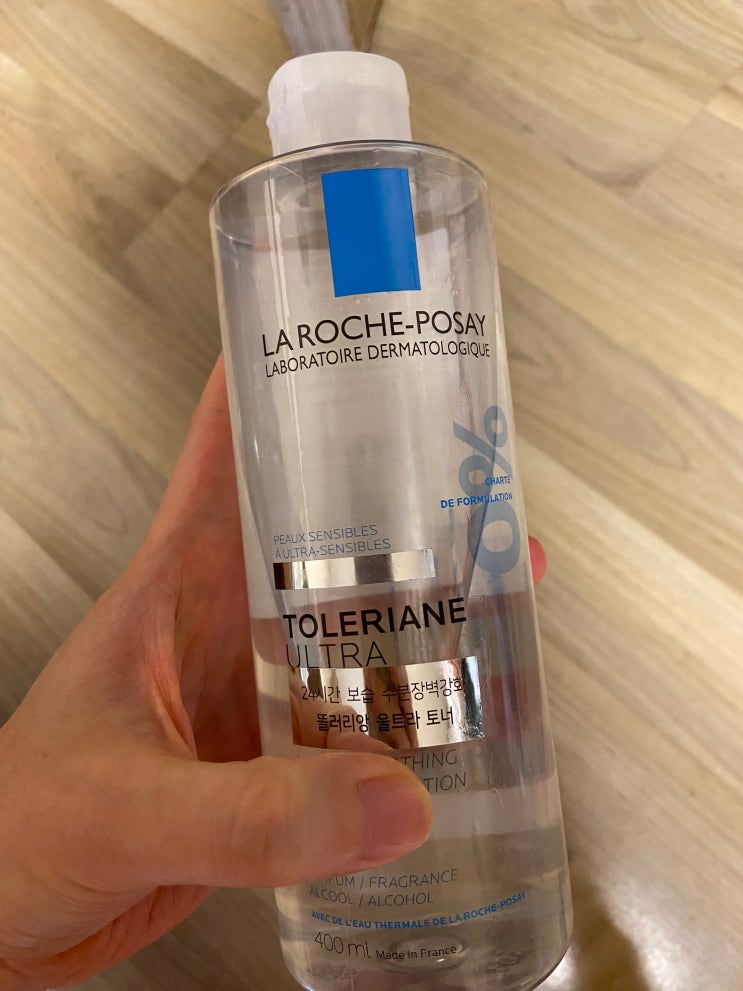 LA ROCHE-POSAY
LABORATOIRE DERMATOLOGIQUE
0%
CHARTE
DE FORMULATION
PEAUX SENSIBLES
À ULTRA-SENSIBLES
TOLERIANE
ULTRA
24시간 보습 수분장벽강화
똘러리앙 울트라 토너
/ FRAGRANCE
ALCOOL / ALCOHOL
AVEC DE L'EAU THERMALE DE LA ROCHE-POSAY
400 ml Made in France